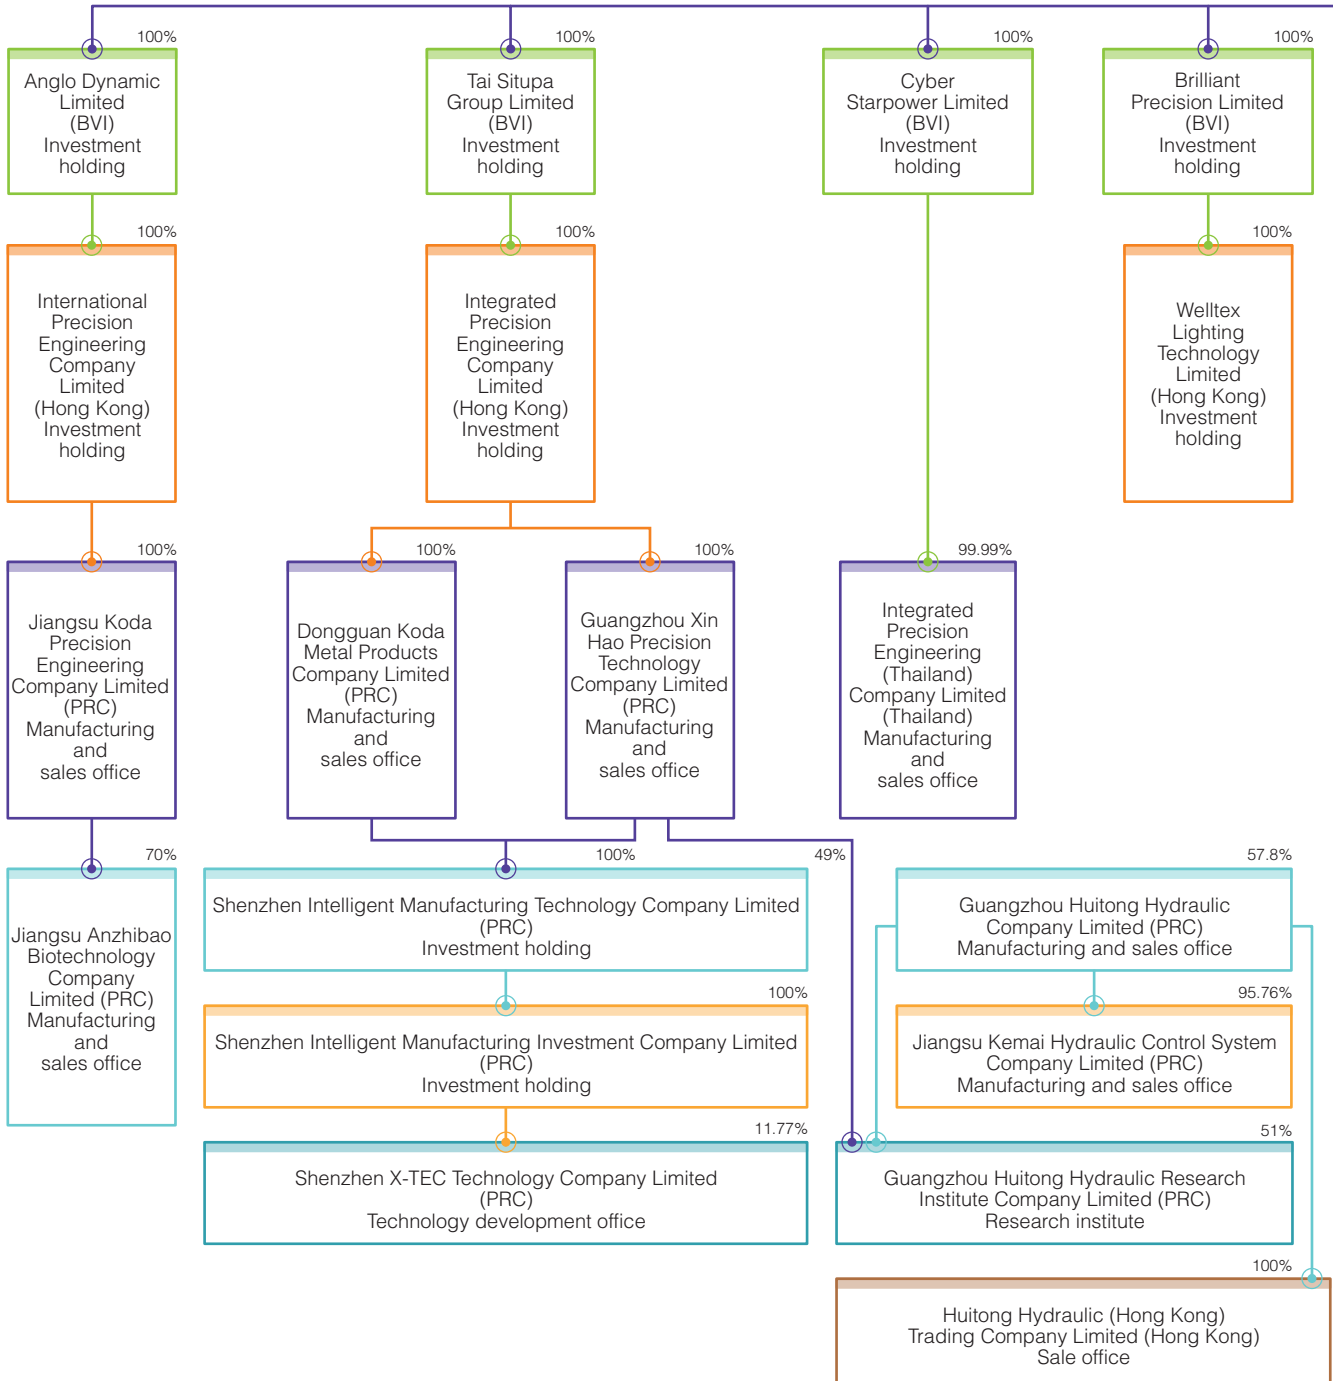 100%
Anglo Dynamic
Limited
(BVI)
Investment
holding
100%
Tai Situpa
Group Limited
(BVI)
Investment
holding
100%
Cyber
Starpower Limited
(BVI)
Investment
holding
100%
Brilliant
Precision Limited
(BVI)
Investment
holding
100%
International
Precision
Engineering
Company
Limited
(Hong Kong)
Investment
holding
100%
Integrated
Precision
Engineering
Company
Limited
(Hong Kong)
Investment
holding
100%
Welltex
Lighting
Technology
Limited
(Hong Kong)
Investment
holding
100%
Jiangsu Koda
Precision
Engineering
Company Limited
(PRC)
Manufacturing
and
sales office
100%
Dongguan Koda
Metal Products
Company Limited
(PRC)
Manufacturing
and
sales office
100%
Guangzhou Xin
Hao Precision
Technology
Company Limited
(PRC)
Manufacturing
and
sales office
99.99%
Integrated
Precision
Engineering
(Thailand)
Company Limited
(Thailand)
Manufacturing
and
sales office
70%
Jiangsu Anzhibao
Biotechnology
Company
Limited (PRC)
Manufacturing
and
sales office
100%
Shenzhen Intelligent Manufacturing Technology Company Limited
(PRC)
Investment holding
49%
57.8%
Guangzhou Huitong Hydraulic
Company Limited (PRC)
Manufacturing and sales office
100%
Shenzhen Intelligent Manufacturing Investment Company Limited
(PRC)
Investment holding
95.76%
Jiangsu Kemai Hydraulic Control System
Company Limited (PRC)
Manufacturing and sales office
11.77%
Shenzhen X-TEC Technology Company Limited
(PRC)
Technology development office
51%
Guangzhou Huitong Hydraulic Research
Institute Company Limited (PRC)
Research institute
100%
Huitong Hydraulic (Hong Kong)
Trading Company Limited (Hong Kong)
Sale office